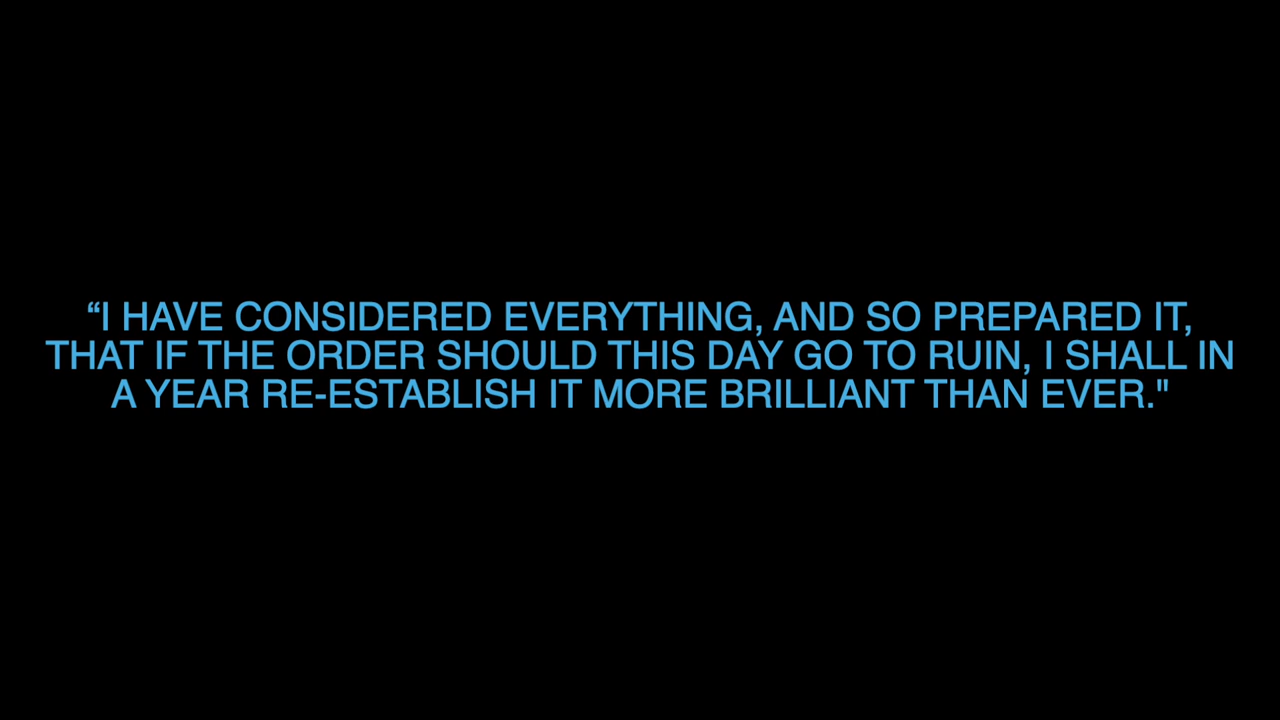 “I HAVE CONSIDERED EVERYTHING, AND SO PREPARED IT,
THAT IF THE ORDER SHOULD THIS DAY GO TO RUIN, I SHALL IN
A YEAR RE-ESTABLISH IT MORE BRILLIANT THAN EVER."